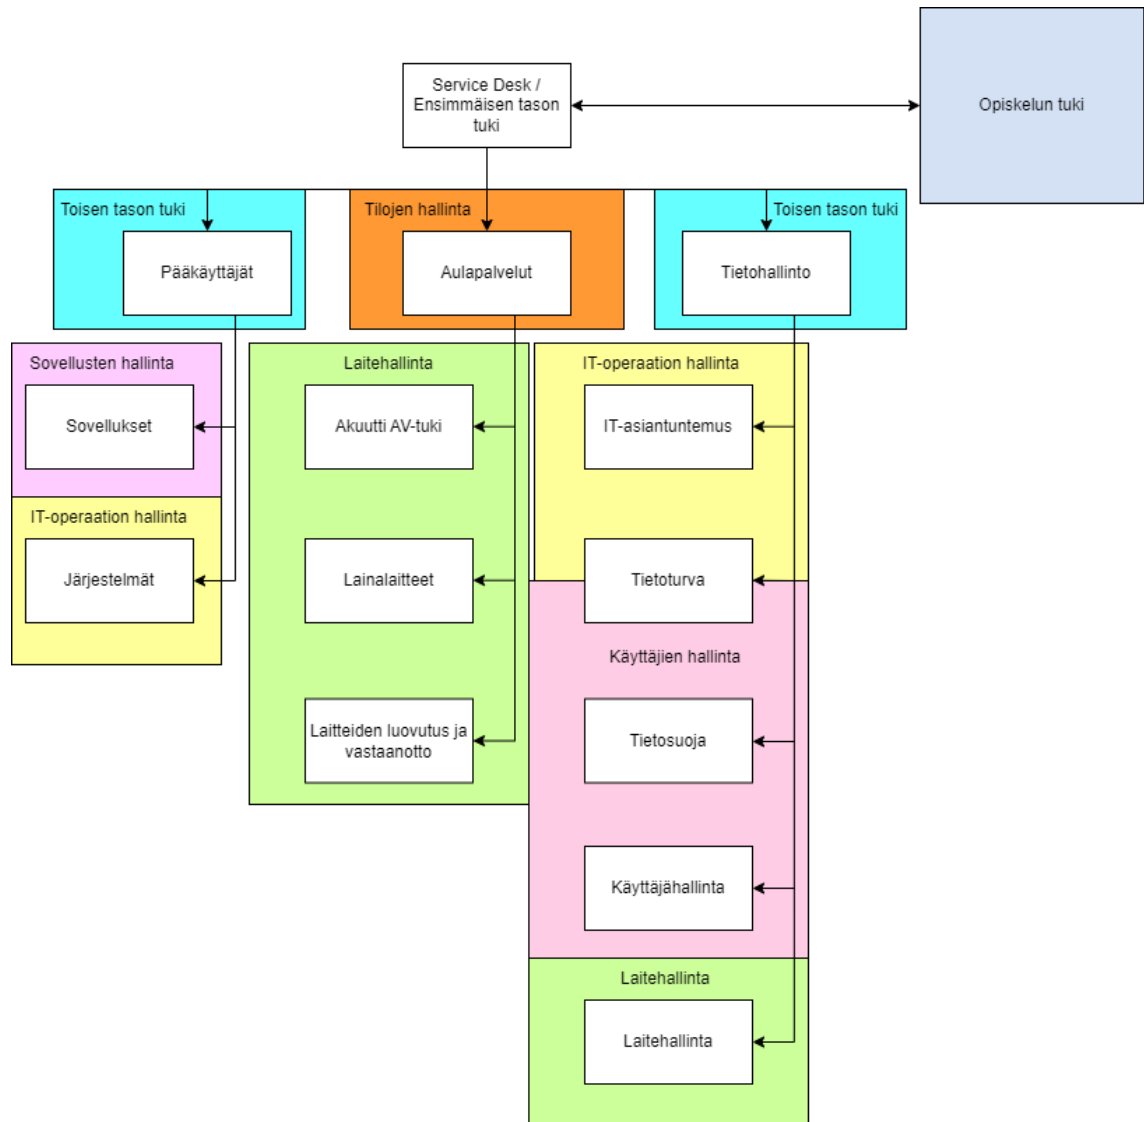 Service Desk /
Ensimmäisen tason
tuki
Opiskelun tuki
Toisen tason tuki
Pääkäyttäjät
Tilojen hallinta
Aulapalvelut
Toisen tason tuki
Tietohallinto
Sovellusten hallinta
Sovellukset
IT-operaation hallinta
Järjestelmät
Laitehallinta
Akuutti AV-tuki
Lainalaitteet
Laitteiden luovutus ja
vastaanotto
IT-operaation hallinta
IT-asiantuntemus
Tietoturva
Käyttäjien hallinta
Tietosuoja
Käyttäjähallinta
Laitehallinta
Laitehallinta